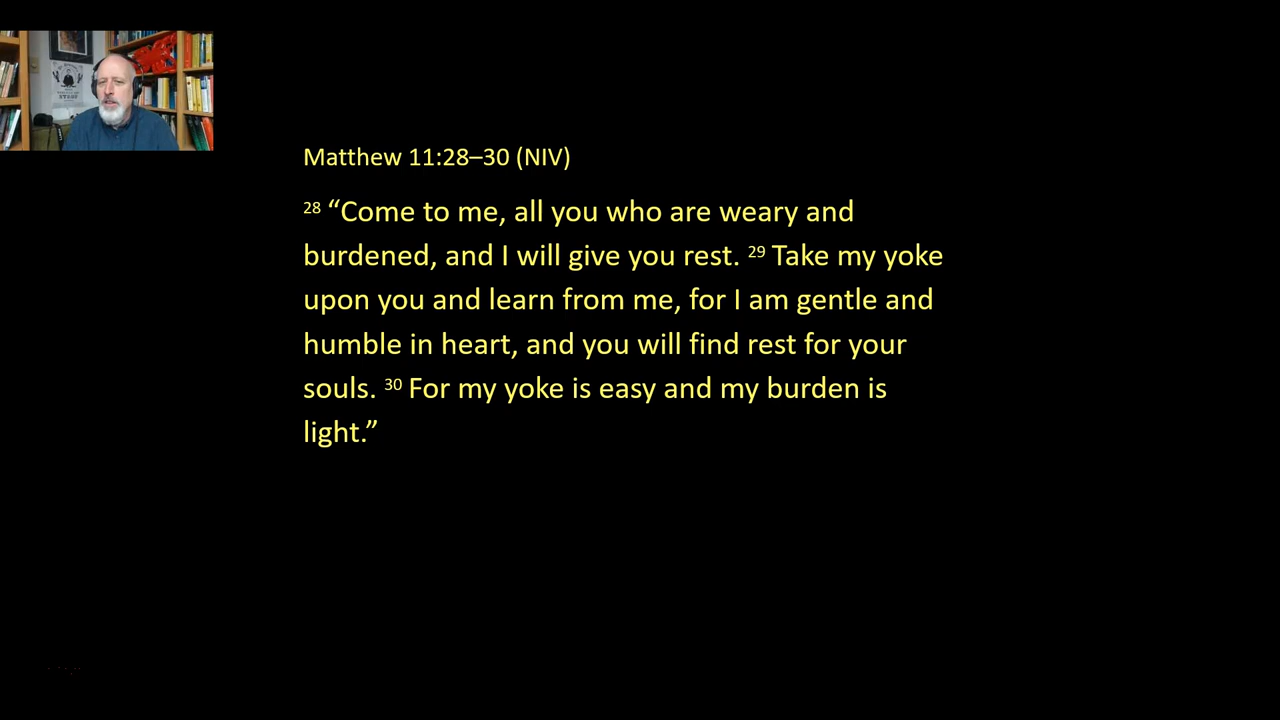 Matthew 11:28–30 (NIV)
28 “Come to me, all you who are weary and
burdened, and I will give you rest. 29 Take my yoke
upon you and learn from me, for I am gentle and
humble in heart, and you will find rest for your
souls. 30 For my yoke is easy and my burden is
light.”